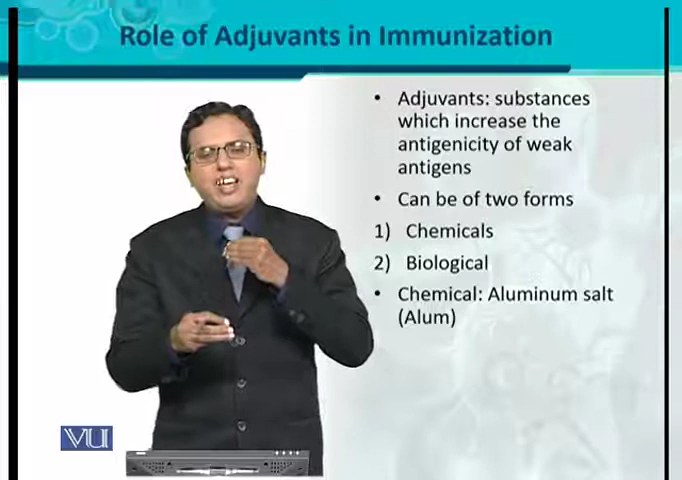 Role of Adjuvants in Immunization
• Adjuvants: substances
which increase the
antigenicity of weak
antigens
• Can be of two forms
1) Chemicals
2) Biological
• Chemical: Aluminum salt
(Alum)
VU